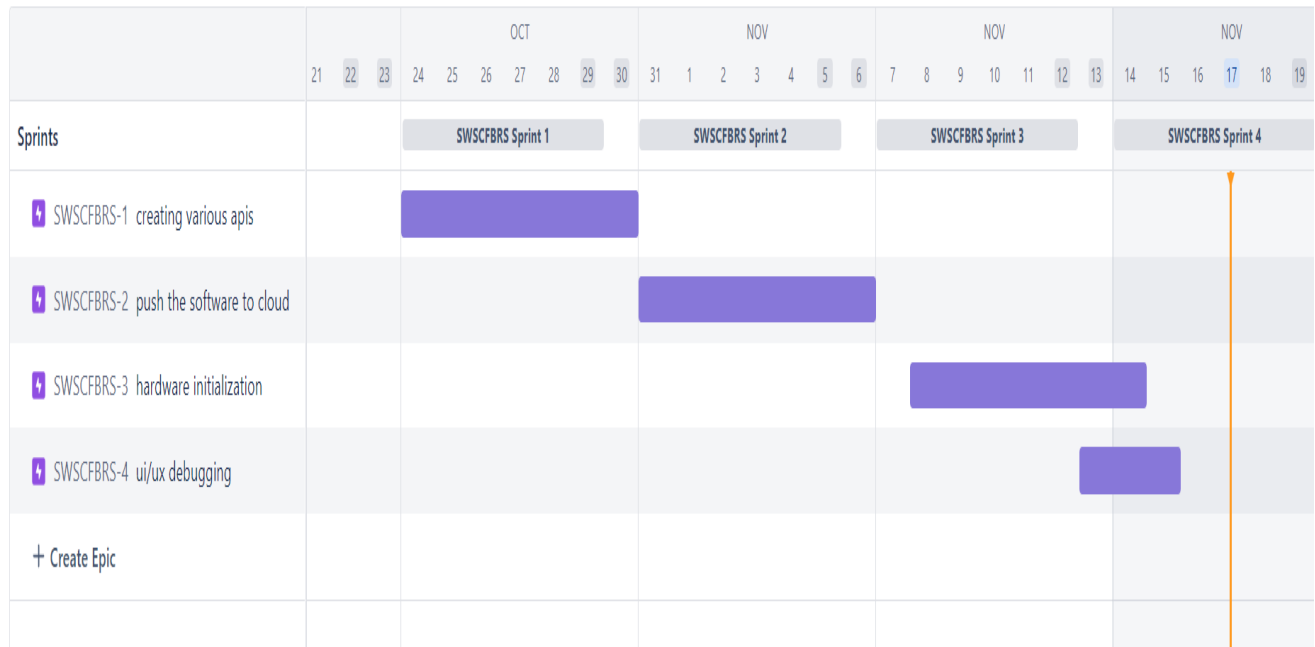 OCT NOV NOV NOV
21 22 23 24 25 26 27 28 29 30 31 1 2 3 4 5 6 7 8 9 10 11 12 13 14 15 16 17 18 19
Sprints SWSCFBRS Sprint 1 SWSCFBRS Sprint 2 SWSCFBRS Sprint 3 SWSCFBRS Sprint 4
SWSCFBRS-1 creating various apis
SWSCFBRS-2 push the software to cloud
SWSCFBRS-3 hardware initialization
SWSCFBRS-4 ui/ux debugging
+ Create Epic